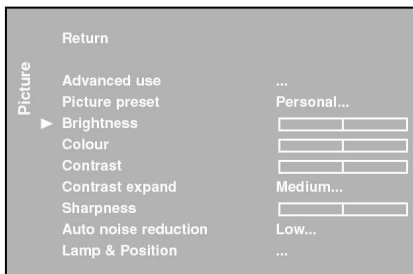 Picture
Return
Advanced use ...
Picture preset Personal...
Brightness
Colour
Contrast
Contrast expand Medium...
Sharpness
Auto noise reduction Low...
Lamp & Position ...